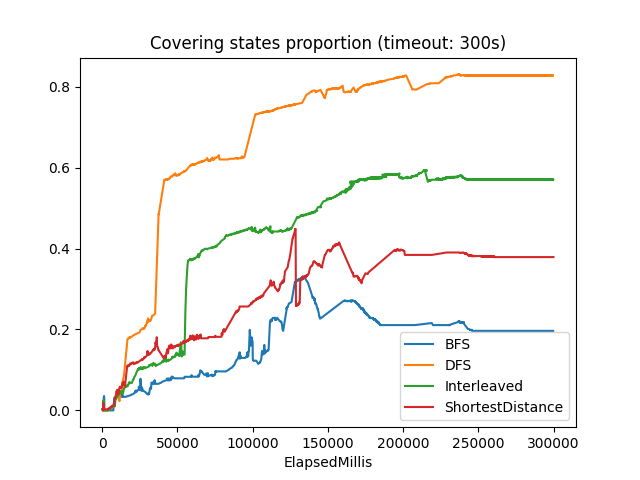 Covering states proportion (timeout: 300s)
0.8
0.6
0.4
0.2
0.0
BFS
DFS
Interleaved
ShortestDistance
0 50000 100000 150000 200000 250000 300000
ElapsedMillis